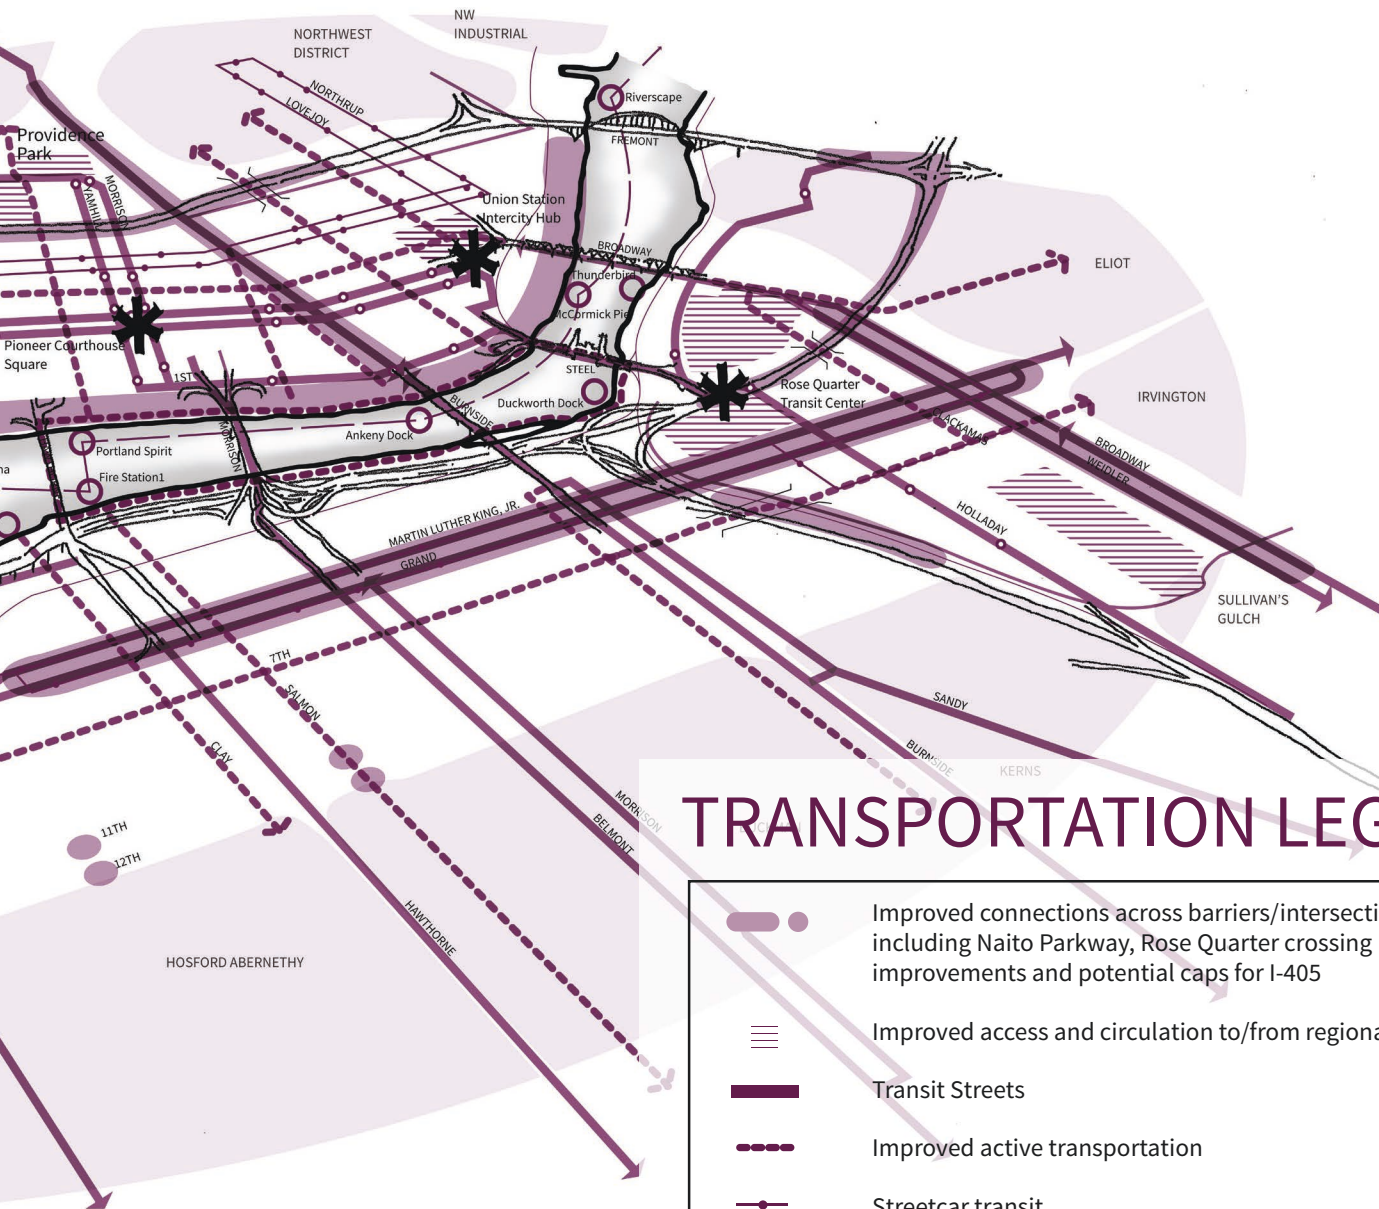 NW
INDUSTRIAL
NORTHWEST
DISTRICT
NORTHRUP
LOVEJOY
Riverscape
FREMONT
Providence
Park
YAMHILL
MORRISON
Union Station
Intercity Hub
BROADWAY
Thunderbird
McCormick Pie
ELIOT
Pioneer Courthouse
Square
1ST
STEEL
Rose Quarter
Transit Center
Duckworth Dock
IRVINGTON
BURNSIDE
MORRISON
Ankeny Dock
CLACKAMAS
BROADWAY
WEIDLER
Portland Spirit
Fire Station1
na
MARTIN LUTHER KING, JR.
GRAND
HOLLADAY
SULLIVAN'S
GULCH
7TH
SALMON
CLAY
SANDY
BURNSIDE
KERNS
MORRISON
BELMONT
11TH
12TH
HAWTHORNE
HOSFORD ABERNETHY
TRANSPORTATION LEG
Improved connections across barriers/intersecti
including Naito Parkway, Rose Quarter crossing
improvements and potential caps for I-405
Improved access and circulation to/from regiona
Transit Streets
Improved active transportation
Streetcar transit